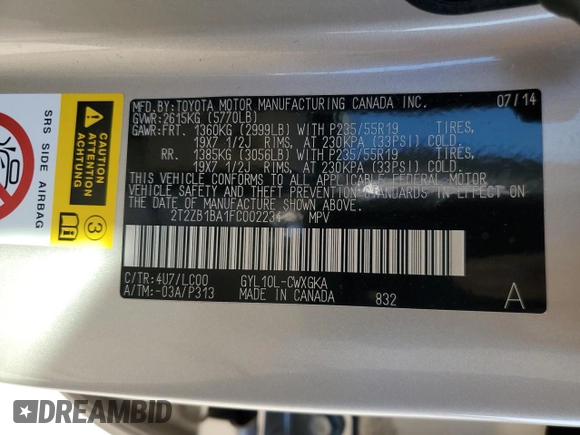 MFD.BY:TOYOTA MOTOR MANUFACTURING CANADA INC. 07/14
GVWR:2615KG (5770LB)
GAWR:FRT. 1360KG (2999LB) WITH P235/55R19 TIRES,
19X7 1/2J RIMS, AT 230KPA (33PSI) COLD.
RR. 1385KG (3056LB) WITH P235/55R19 TIRES,
19X7 1/2J RIMS, AT 230KPA (33PSI) COLD.
THIS VEHICLE CONFORMS TO ALL APPLICABLE FEDERAL MOTOR
VEHICLE SAFETY AND THEFT PREVENTION STANDARDS IN EFFECT
ON THE DATE OF MANUFACTURE SHOWN ABOVE.
2T2ZB1BA1FC002234 MPV
C/TR:4U7/LC00 GYL10L-CWXGKA
A/TM:-03A/P313 MADE IN CANADA 832 A
SRS SIDE AIRBAG
CAUTION
ATTENTION
ACHTUNG
i
3
DREAMBID